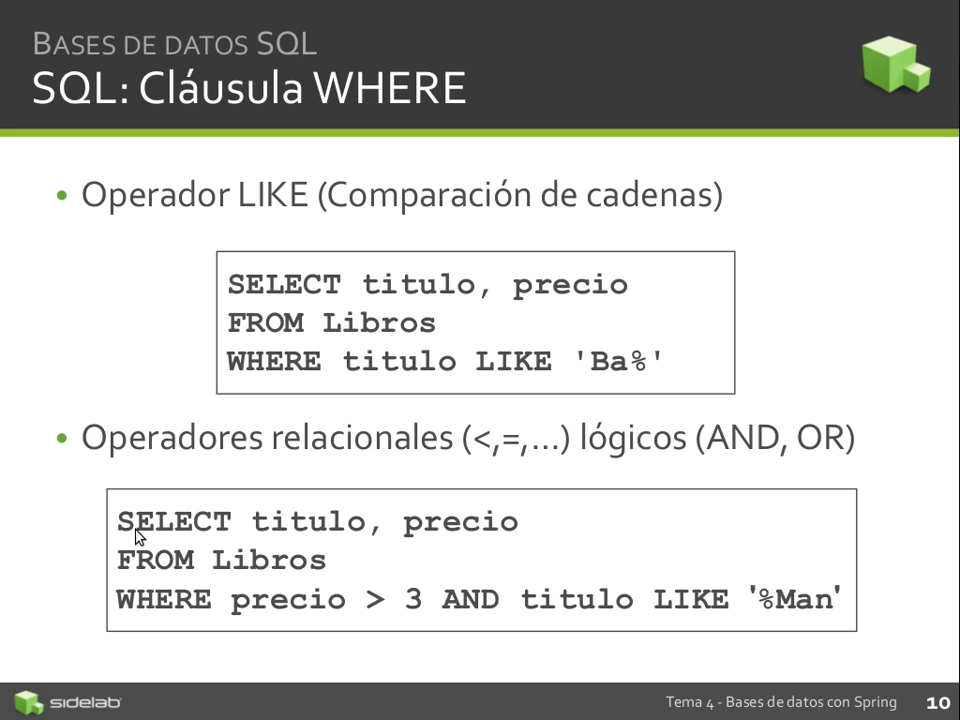 BASES DE DATOS SQL
SQL: Cláusula WHERE
• Operador LIKE (Comparación de cadenas)
SELECT titulo, precio
FROM Libros
WHERE titulo LIKE 'Ba%'
• Operadores relacionales (<,=,…) lógicos (AND, OR)
SELECT titulo, precio
FROM Libros
WHERE precio > 3 AND titulo LIKE '%Man'
sidelab
Tema 4 - Bases de datos con Spring 10